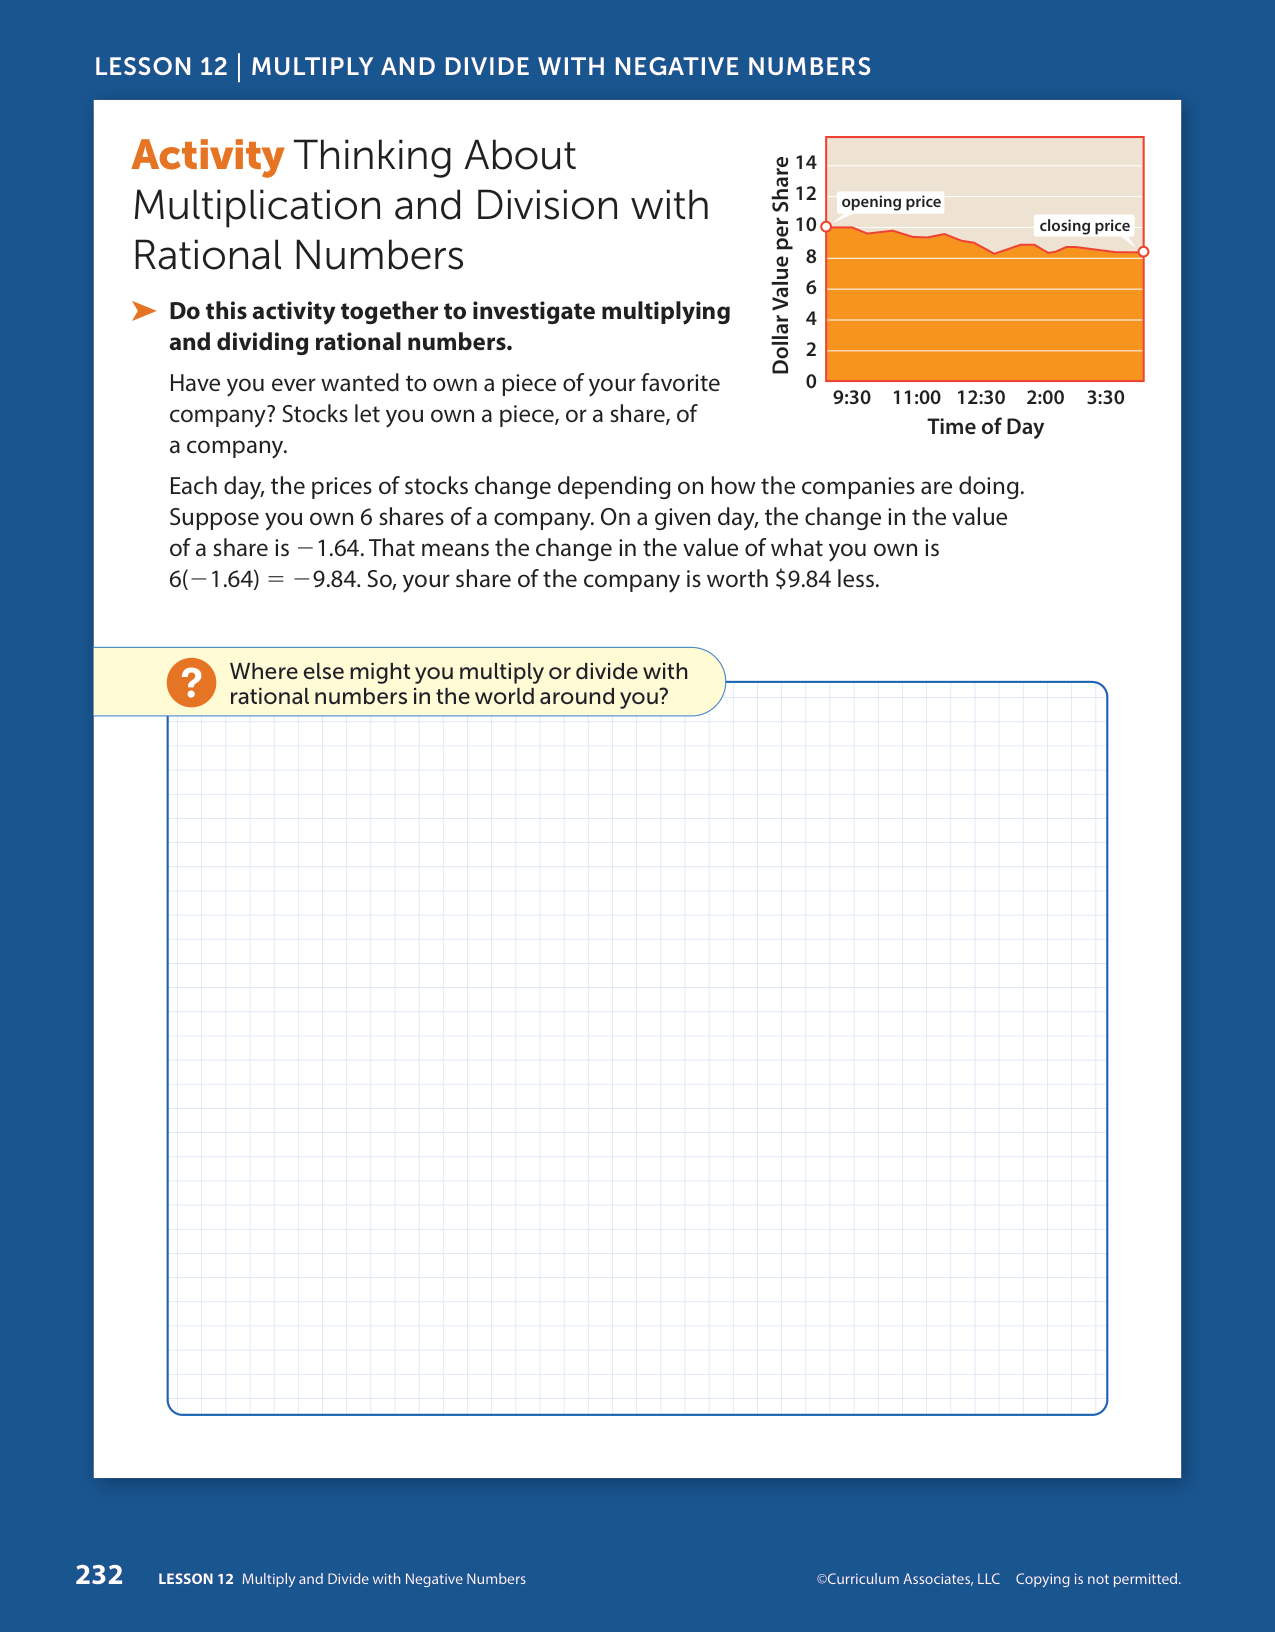 LESSON 12 | MULTIPLY AND DIVIDE WITH NEGATIVE NUMBERS
Activity Thinking About
Multiplication and Division with
Rational Numbers
Do this activity together to investigate multiplying
and dividing rational numbers.
Have you ever wanted to own a piece of your favorite
company? Stocks let you own a piece, or a share, of
a company.
Dollar Value per Share
14
12
10
8
6
4
2
0
opening price
closing price
9:30 11:00 12:30 2:00 3:30
Time of Day
Each day, the prices of stocks change depending on how the companies are doing.
Suppose you own 6 shares of a company. On a given day, the change in the value
of a share is −1.64. That means the change in the value of what you own is
6(−1.64) = −9.84. So, your share of the company is worth $9.84 less.
? Where else might you multiply or divide with
rational numbers in the world around you?
232 LESSON 12 Multiply and Divide with Negative Numbers
©Curriculum Associates, LLC Copying is not permitted.